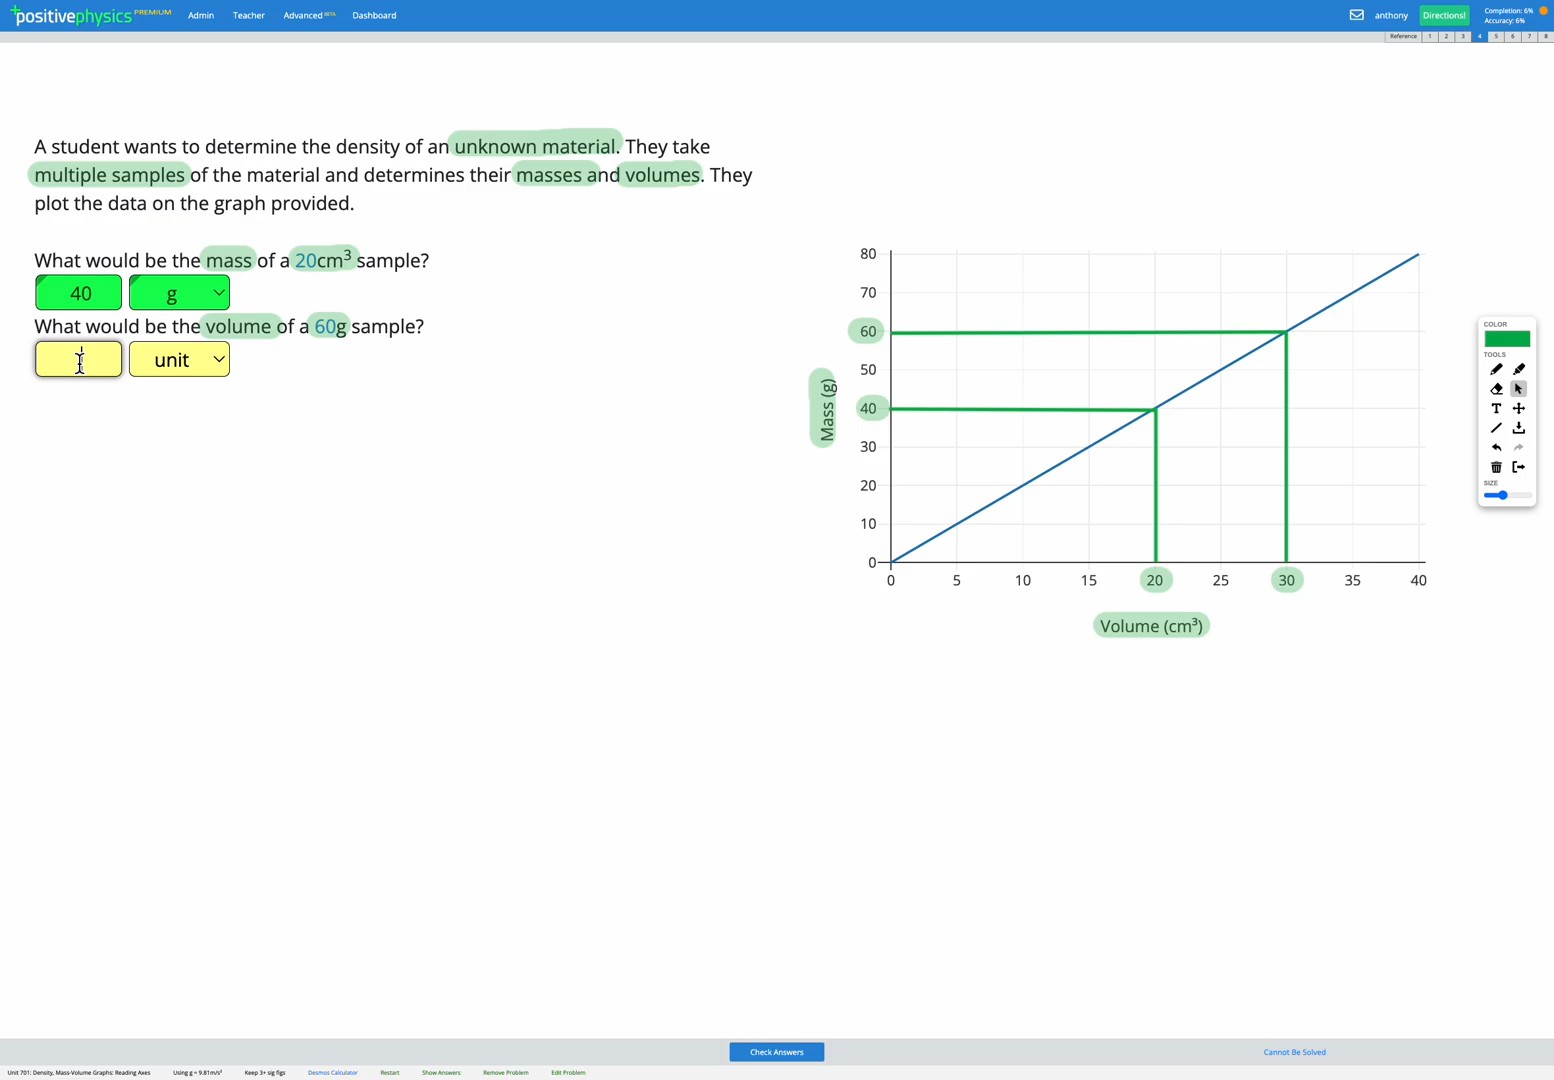 +positivephysics PREMIUM Admin Teacher Advanced BETA Dashboard anthony Directions! Completion: 6%
Accuracy: 6%
Reference 1 2 3 4 5 6 7 8
A student wants to determine the density of an unknown material. They take
multiple samples of the material and determines their masses and volumes. They
plot the data on the graph provided.
What would be the mass of a 20cm³ sample?
40 g
What would be the volume of a 60g sample?
unit
80
70
60
50
40
30
20
10
0
Mass (g)
0 5 10 15 20 25 30 35 40
Volume (cm³)
COLOR
TOOLS
T
SIZE
Check Answers Cannot Be Solved
Unit 701: Density, Mass-Volume Graphs: Reading Axes Using g = 9.81m/s² Keep 3+ sig figs Desmos Calculator Restart Show Answers Remove Problem Edit Problem